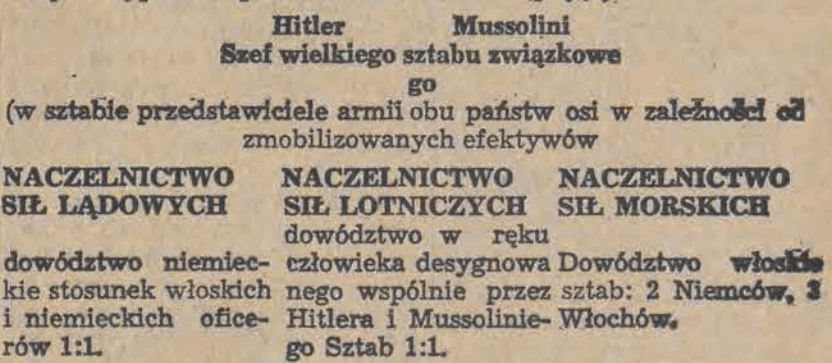 Hitler Mussolini
Szef wielkiego sztabu związkowe
go
(w sztabie przedstawiciele armii obu państw osi w zależności od
zmobilizowanych efektywów
NACZELNICTWO
SIŁ LĄDOWYCH
dowództwo niemiec-
kie stosunek włoskich
i niemieckich ofice-
rów 1:1.
NACZELNICTWO
SIŁ LOTNICZYCH
dowództwo w ręku
człowieka desygnowa
nego wspólnie przez
Hitlera i Mussolinie-
go Sztab 1:1.
NACZELNICTWO
SIŁ MORSKICH
Dowództwo włoskie
sztab: 2 Niemców, 3
Włochów.